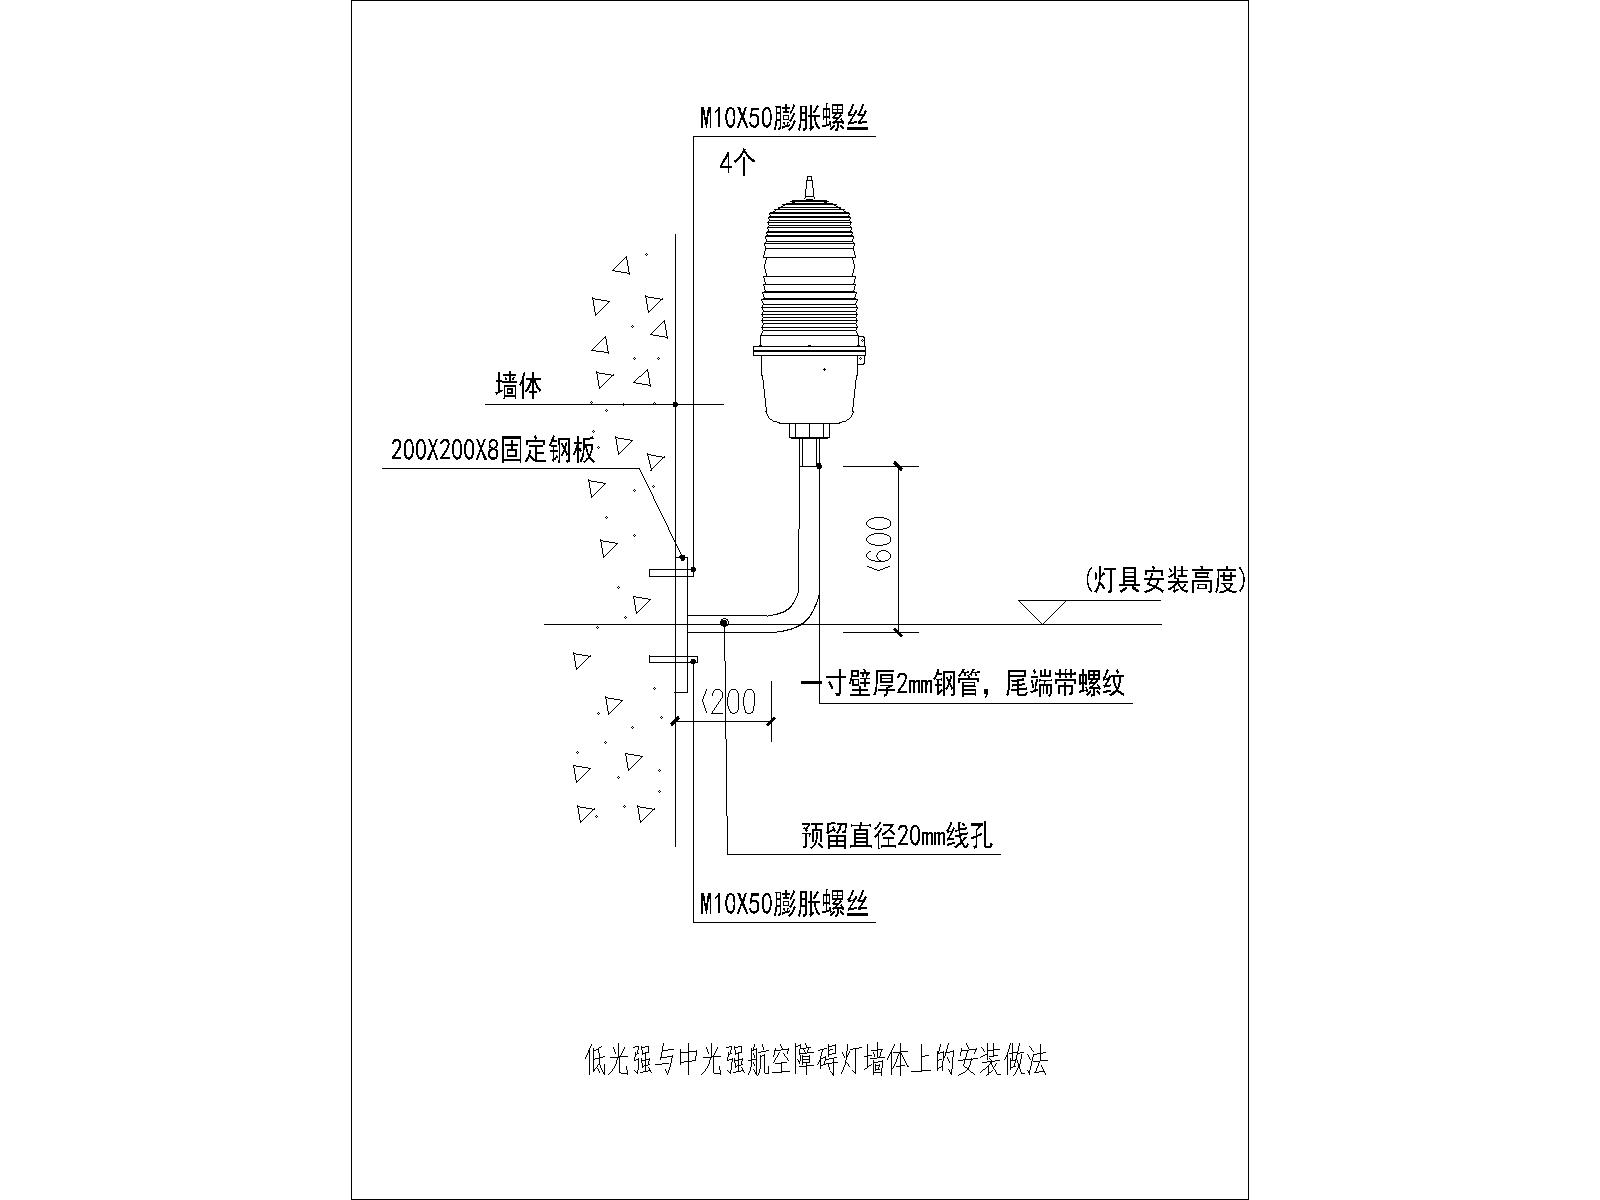 M10X50膨胀螺丝
4个
墙体
200X200X8固定钢板
<600
(灯具安装高度)
一寸壁厚2mm钢管，尾端带螺纹
<200
预留直径20mm线孔
M10X50膨胀螺丝
低光强与中光强航空障碍灯墙体上的安装做法